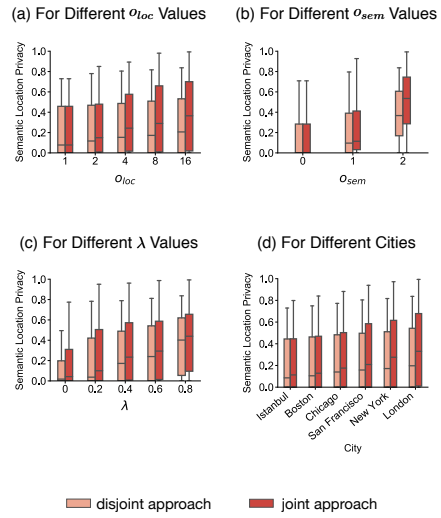 (a) For Different o_loc Values
Semantic Location Privacy
1.0
0.8
0.6
0.4
0.2
0.0
1 2 4 8 16
o_loc
(b) For Different o_sem Values
Semantic Location Privacy
1.0
0.8
0.6
0.4
0.2
0.0
0 1 2
o_sem
(c) For Different λ Values
Semantic Location Privacy
1.0
0.8
0.6
0.4
0.2
0.0
0 0.2 0.4 0.6 0.8
λ
(d) For Different Cities
Semantic Location Privacy
1.0
0.8
0.6
0.4
0.2
0.0
Istanbul Boston Chicago San Francisco New York London
City
disjoint approach joint approach